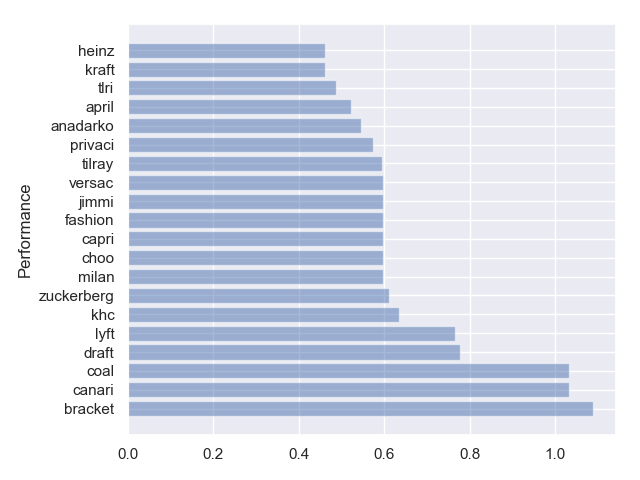 heinz
kraft
tlri
april
anadarko
privaci
tilray
versac
jimmi
fashion
capri
choo
milan
zuckerberg
khc
lyft
draft
coal
canari
bracket
Performance
0.0 0.2 0.4 0.6 0.8 1.0